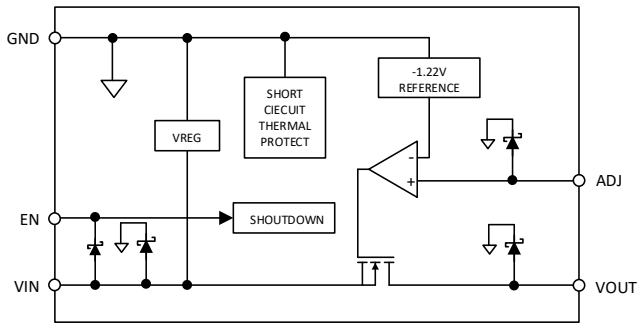 GND
-1.22V
REFERENCE
SHORT
CIECUIT
THERMAL
PROTECT
VREG
-
+
ADJ
EN
SHOUTDOWN
VIN
VOUT